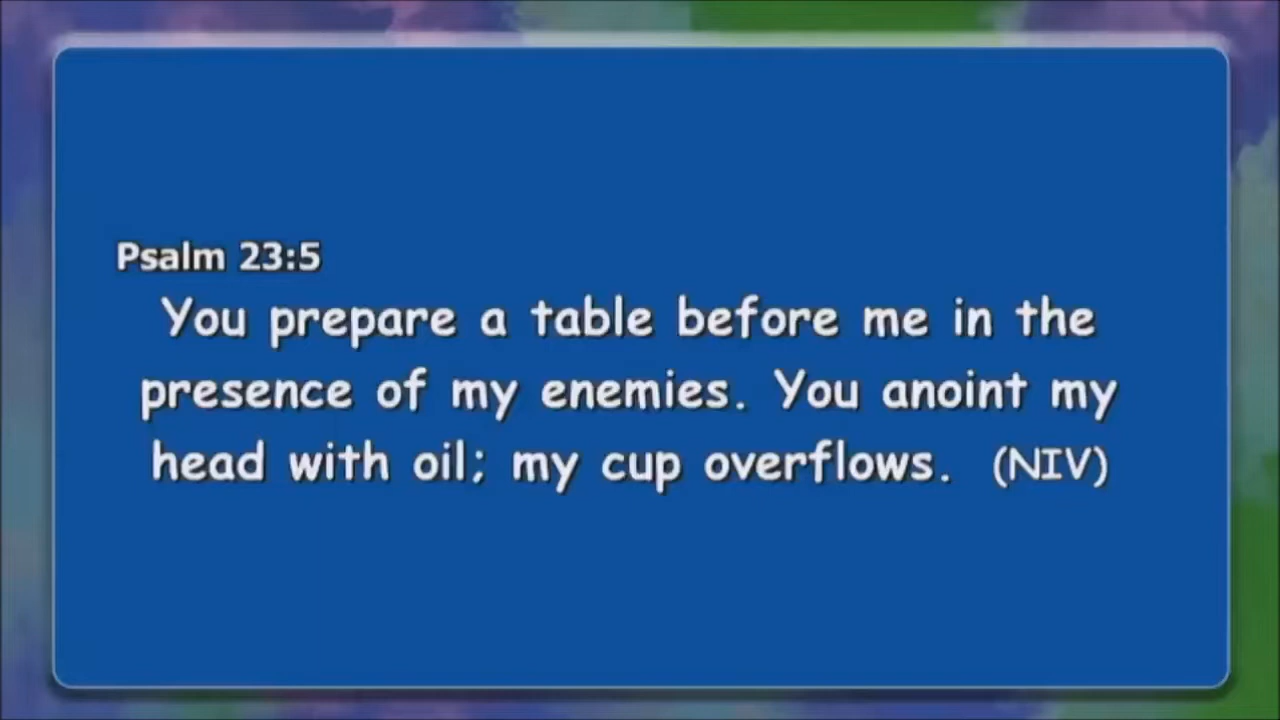 Psalm 23:5
You prepare a table before me in the
presence of my enemies. You anoint my
head with oil; my cup overflows. (NIV)